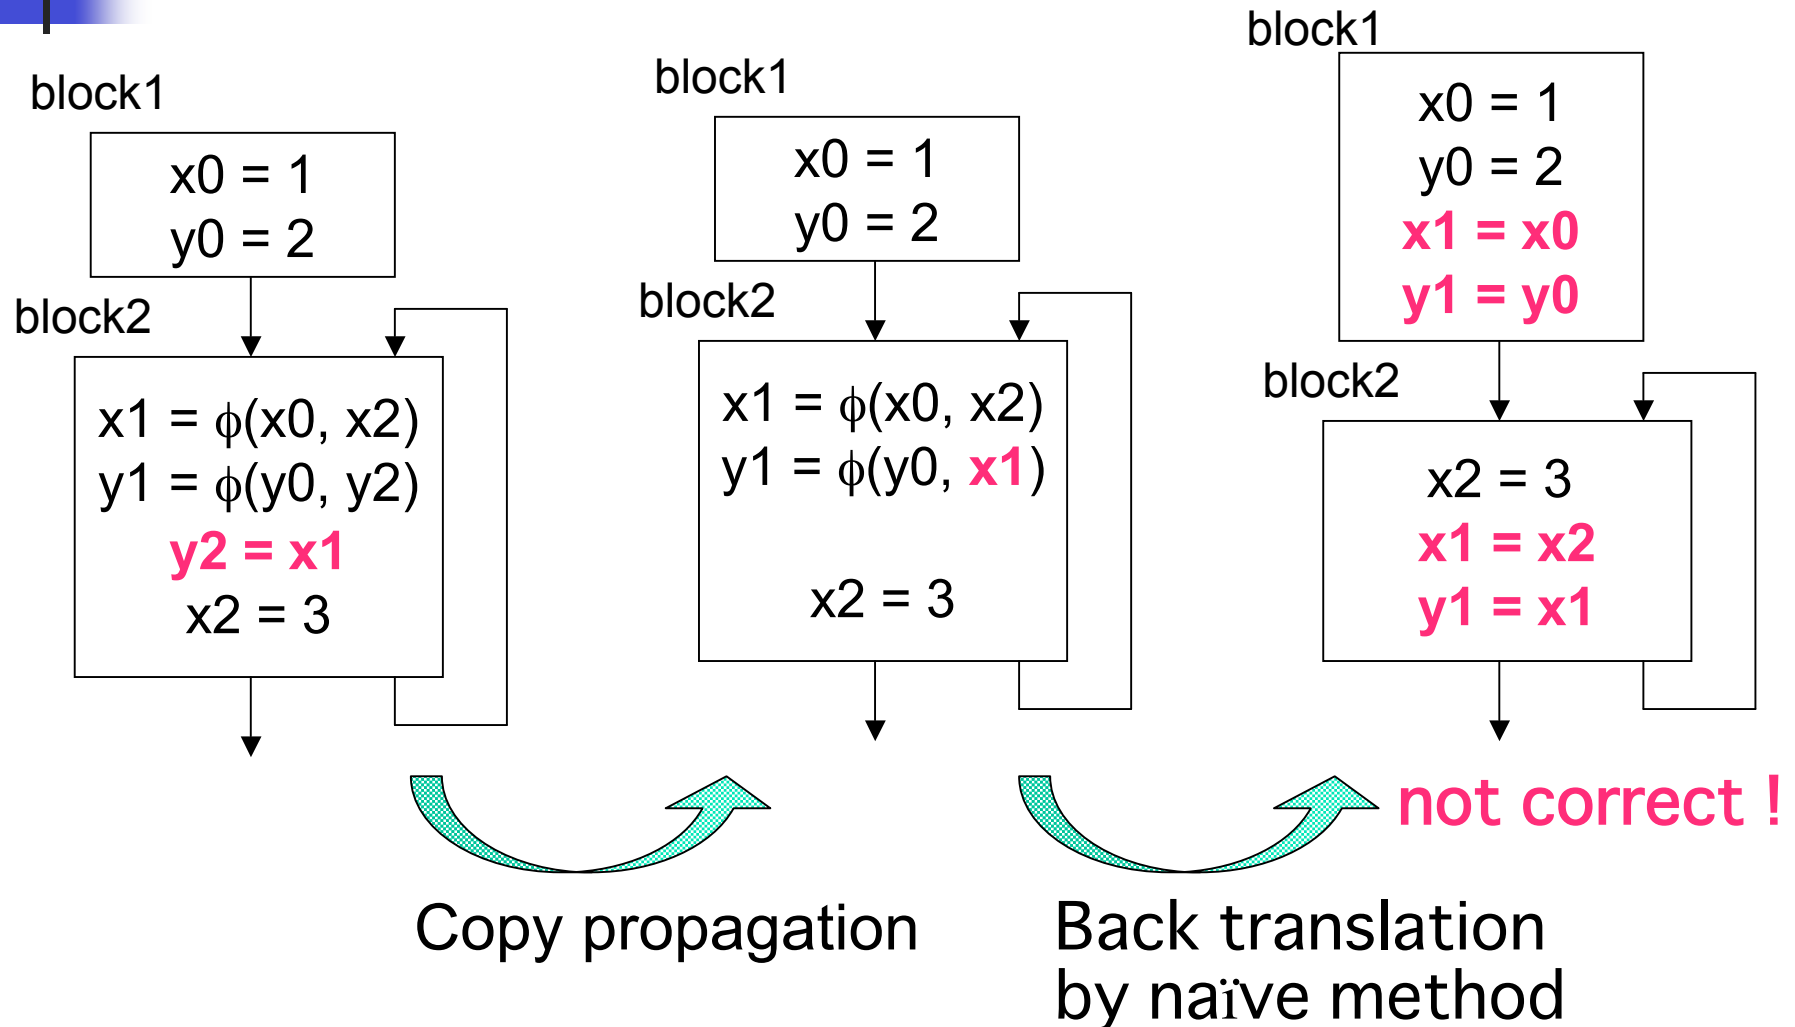 block1
x0 = 1
y0 = 2
block2
x1 = ϕ(x0, x2)
y1 = ϕ(y0, y2)
y2 = x1
x2 = 3
block1
x0 = 1
y0 = 2
block2
x1 = ϕ(x0, x2)
y1 = ϕ(y0, x1)
x2 = 3
block1
x0 = 1
y0 = 2
x1 = x0
y1 = y0
block2
x2 = 3
x1 = x2
y1 = x1
not correct !
Copy propagation
Back translation
by naïve method